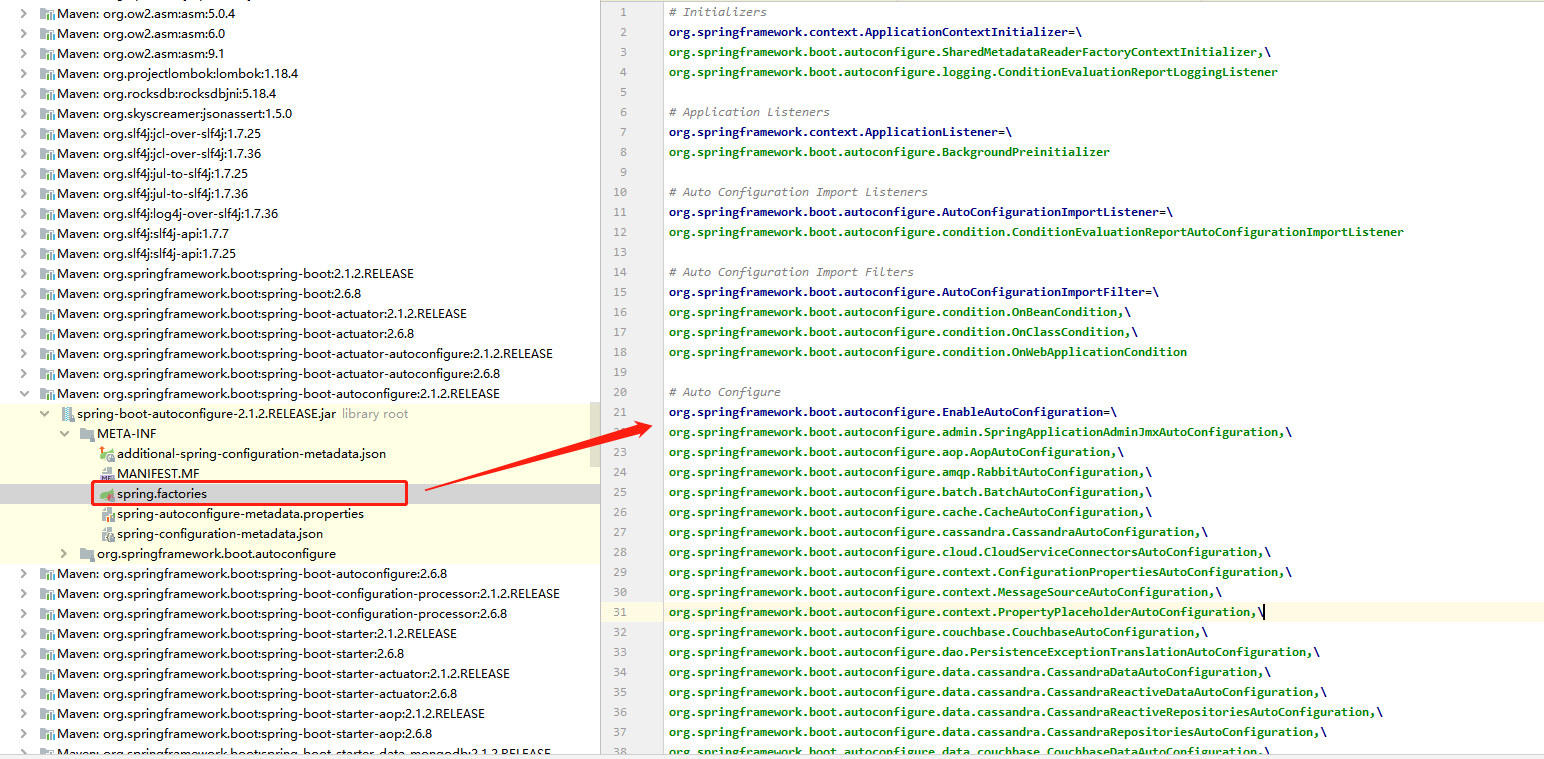 Maven: org.ow2.asm:asm:5.0.4
Maven: org.ow2.asm:asm:6.0
Maven: org.ow2.asm:asm:9.1
Maven: org.projectlombok:lombok:1.18.4
Maven: org.rocksdb:rocksdbjni:5.18.4
Maven: org.skyscreamer:jsonassert:1.5.0
Maven: org.slf4j:jcl-over-slf4j:1.7.25
Maven: org.slf4j:jcl-over-slf4j:1.7.36
Maven: org.slf4j:jul-to-slf4j:1.7.25
Maven: org.slf4j:jul-to-slf4j:1.7.36
Maven: org.slf4j:log4j-over-slf4j:1.7.36
Maven: org.slf4j:slf4j-api:1.7.7
Maven: org.slf4j:slf4j-api:1.7.25
Maven: org.springframework.boot:spring-boot:2.1.2.RELEASE
Maven: org.springframework.boot:spring-boot:2.6.8
Maven: org.springframework.boot:spring-boot-actuator:2.1.2.RELEASE
Maven: org.springframework.boot:spring-boot-actuator:2.6.8
Maven: org.springframework.boot:spring-boot-actuator-autoconfigure:2.1.2.RELEASE
Maven: org.springframework.boot:spring-boot-actuator-autoconfigure:2.6.8
Maven: org.springframework.boot:spring-boot-autoconfigure:2.1.2.RELEASE
spring-boot-autoconfigure-2.1.2.RELEASE.jar library root
META-INF
additional-spring-configuration-metadata.json
MANIFEST.MF
spring.factories
spring-autoconfigure-metadata.properties
spring-configuration-metadata.json
org.springframework.boot.autoconfigure
Maven: org.springframework.boot:spring-boot-autoconfigure:2.6.8
Maven: org.springframework.boot:spring-boot-configuration-processor:2.1.2.RELEASE
Maven: org.springframework.boot:spring-boot-configuration-processor:2.6.8
Maven: org.springframework.boot:spring-boot-starter:2.1.2.RELEASE
Maven: org.springframework.boot:spring-boot-starter:2.6.8
Maven: org.springframework.boot:spring-boot-starter-actuator:2.1.2.RELEASE
Maven: org.springframework.boot:spring-boot-starter-actuator:2.6.8
Maven: org.springframework.boot:spring-boot-starter-aop:2.1.2.RELEASE
Maven: org.springframework.boot:spring-boot-starter-aop:2.6.8
Maven: org.springframework.boot:spring-boot-starter-data-mongodb:2.1.2.RELEASE
1 # Initializers
2 org.springframework.context.ApplicationContextInitializer=\
3 org.springframework.boot.autoconfigure.SharedMetadataReaderFactoryContextInitializer,\
4 org.springframework.boot.autoconfigure.logging.ConditionEvaluationReportLoggingListener
5
6 # Application Listeners
7 org.springframework.context.ApplicationListener=\
8 org.springframework.boot.autoconfigure.BackgroundPreinitializer
9
10 # Auto Configuration Import Listeners
11 org.springframework.boot.autoconfigure.AutoConfigurationImportListener=\
12 org.springframework.boot.autoconfigure.condition.ConditionEvaluationReportAutoConfigurationImportListener
13
14 # Auto Configuration Import Filters
15 org.springframework.boot.autoconfigure.AutoConfigurationImportFilter=\
16 org.springframework.boot.autoconfigure.condition.OnBeanCondition,\
17 org.springframework.boot.autoconfigure.condition.OnClassCondition,\
18 org.springframework.boot.autoconfigure.condition.OnWebApplicationCondition
19
20 # Auto Configure
21 org.springframework.boot.autoconfigure.EnableAutoConfiguration=\
org.springframework.boot.autoconfigure.admin.SpringApplicationAdminJmxAutoConfiguration,\
23 org.springframework.boot.autoconfigure.aop.AopAutoConfiguration,\
24 org.springframework.boot.autoconfigure.amqp.RabbitAutoConfiguration,\
25 org.springframework.boot.autoconfigure.batch.BatchAutoConfiguration,\
26 org.springframework.boot.autoconfigure.cache.CacheAutoConfiguration,\
27 org.springframework.boot.autoconfigure.cassandra.CassandraAutoConfiguration,\
28 org.springframework.boot.autoconfigure.cloud.CloudServiceConnectorsAutoConfiguration,\
29 org.springframework.boot.autoconfigure.context.ConfigurationPropertiesAutoConfiguration,\
30 org.springframework.boot.autoconfigure.context.MessageSourceAutoConfiguration,\
31 org.springframework.boot.autoconfigure.context.PropertyPlaceholderAutoConfiguration,\
32 org.springframework.boot.autoconfigure.couchbase.CouchbaseAutoConfiguration,\
33 org.springframework.boot.autoconfigure.dao.PersistenceExceptionTranslationAutoConfiguration,\
34 org.springframework.boot.autoconfigure.data.cassandra.CassandraDataAutoConfiguration,\
35 org.springframework.boot.autoconfigure.data.cassandra.CassandraReactiveDataAutoConfiguration,\
36 org.springframework.boot.autoconfigure.data.cassandra.CassandraReactiveRepositoriesAutoConfiguration,\
37 org.springframework.boot.autoconfigure.data.cassandra.CassandraRepositoriesAutoConfiguration,\
38 org.springframework.boot.autoconfigure.data.couchbase.CouchbaseDataAutoConfiguration,\